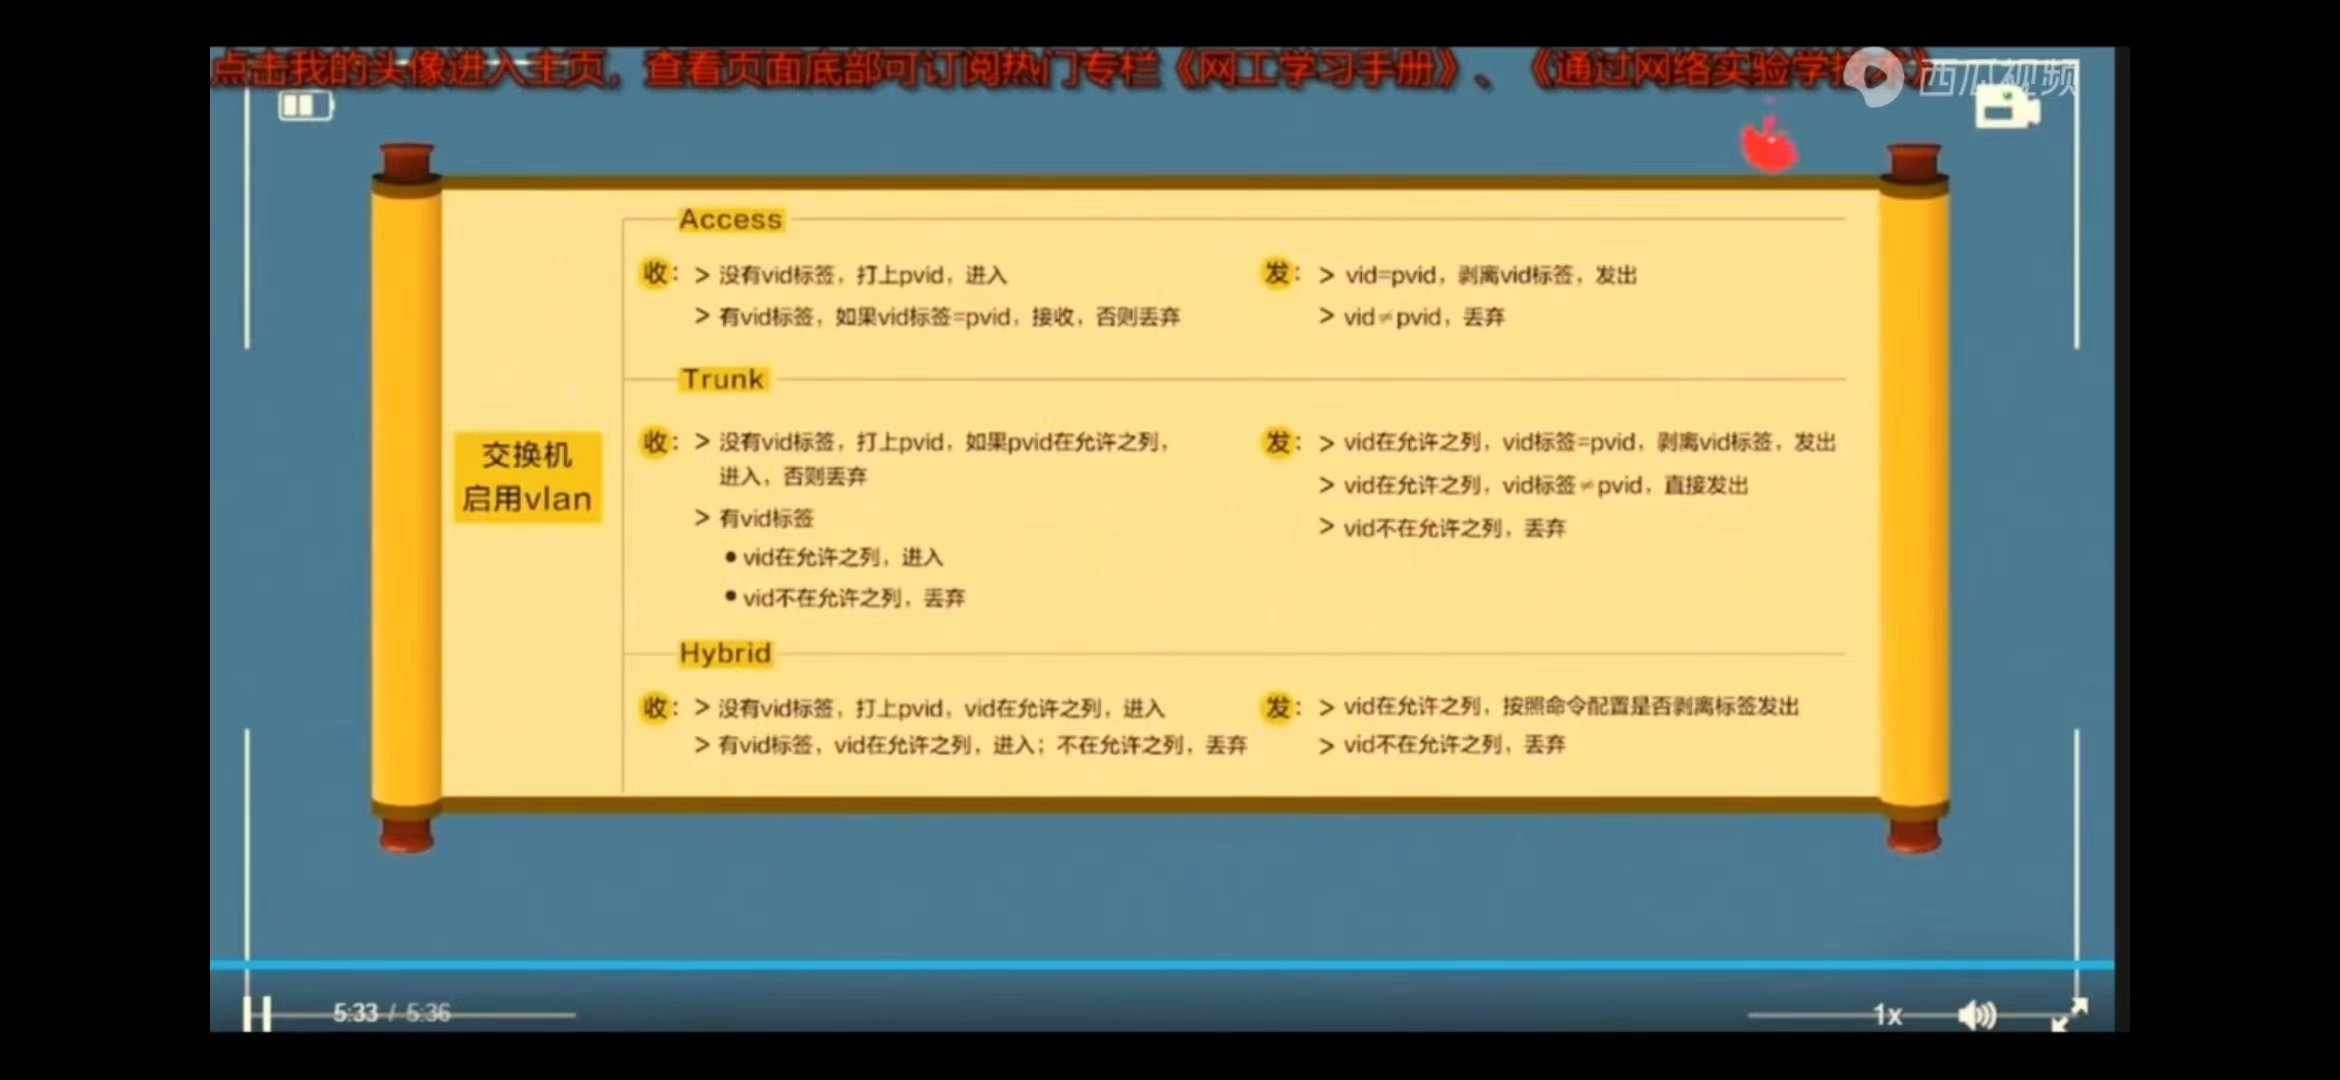 点击我的头像进入主页，查看页面底部可订阅热门专栏《网工学习手册》、《通过网络实验学
西瓜视频
交换机
启用vlan
Access
收：> 没有vid标签，打上pvid，进入
> 有vid标签，如果vid标签=pvid，接收，否则丢弃
发：> vid=pvid，剥离vid标签，发出
> vid≠pvid，丢弃
Trunk
收：> 没有vid标签，打上pvid，如果pvid在允许之列，
进入，否则丢弃
> 有vid标签
● vid在允许之列，进入
● vid不在允许之列，丢弃
发：> vid在允许之列，vid标签=pvid，剥离vid标签，发出
> vid在允许之列，vid标签≠pvid，直接发出
> vid不在允许之列，丢弃
Hybrid
收：> 没有vid标签，打上pvid，vid在允许之列，进入
> 有vid标签，vid在允许之列，进入；不在允许之列，丢弃
发：> vid在允许之列，按照命令配置是否剥离标签发出
> vid不在允许之列，丢弃
5:33 / 5:36
1x